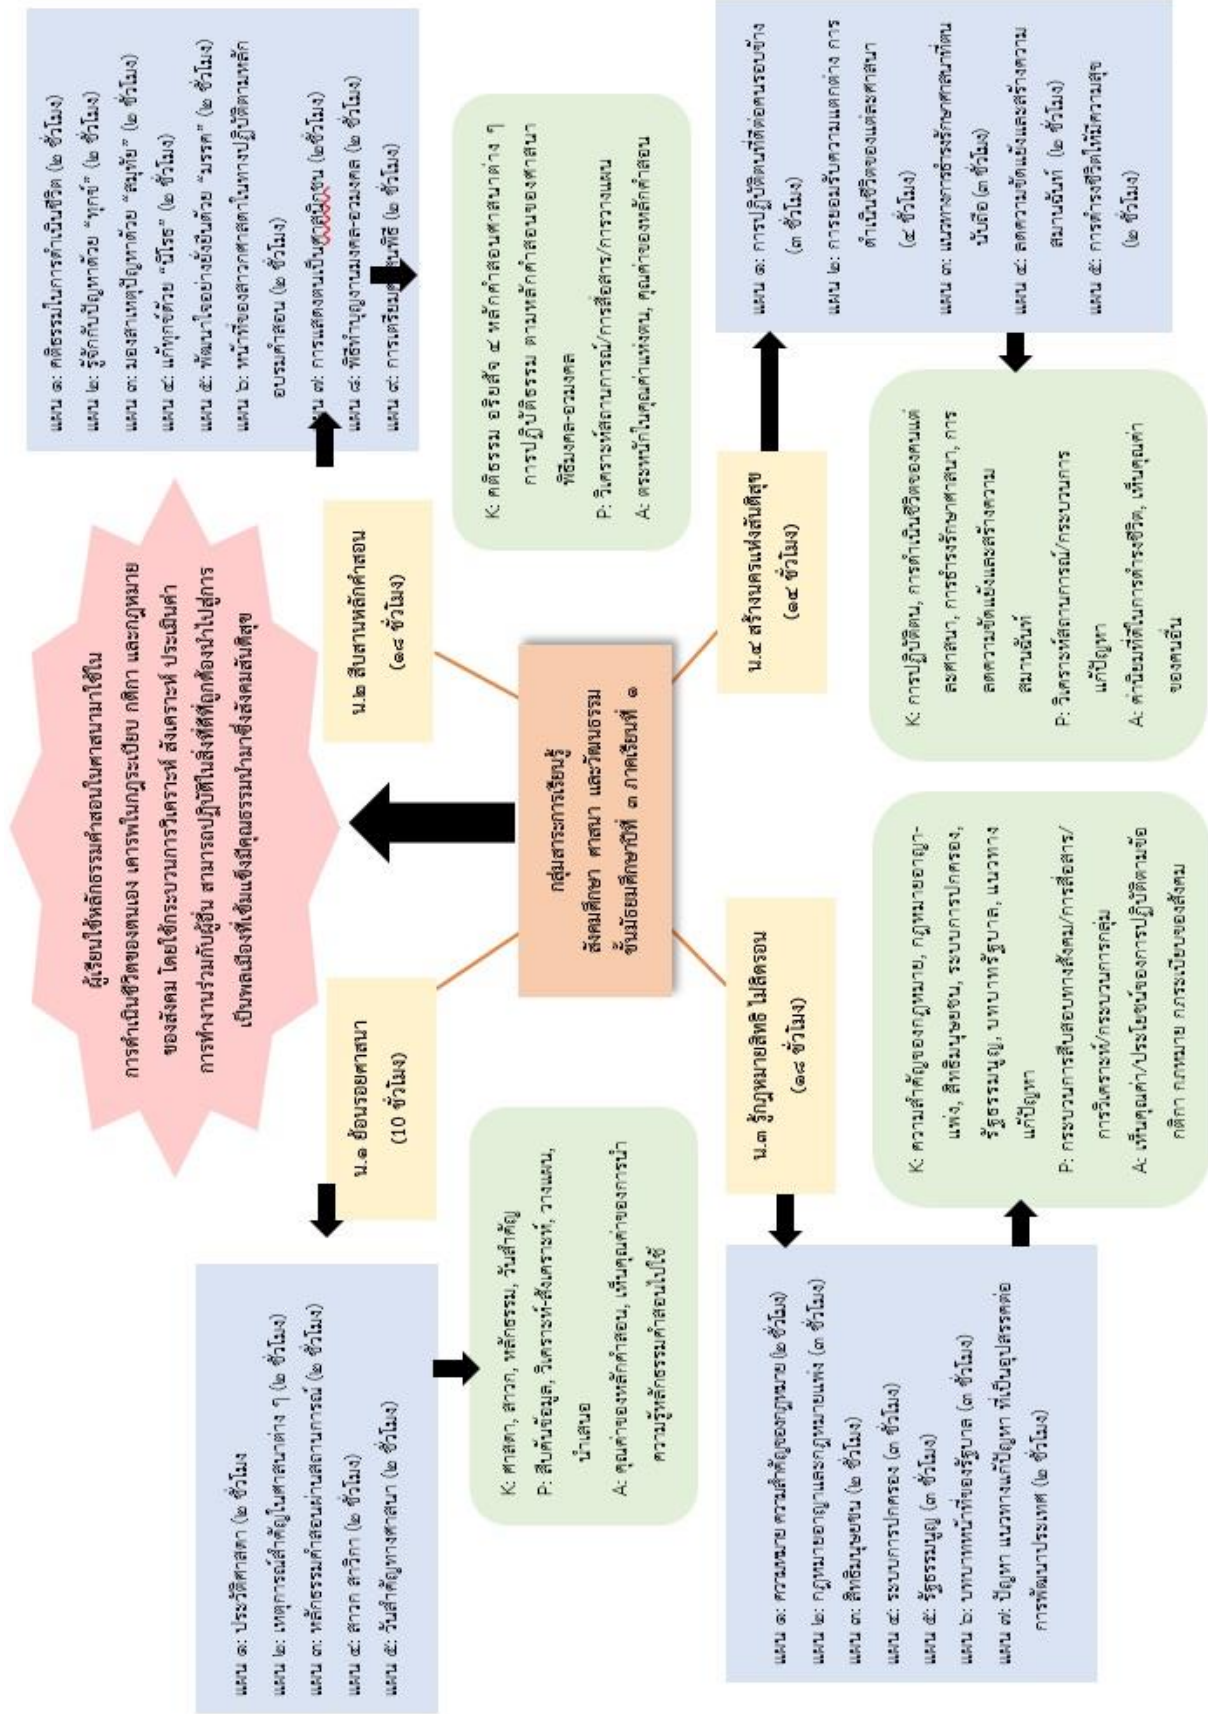 ผู้เรียนใช้หลักธรรมคำสอนในศาสนามาใช้ใน
การดำเนินชีวิตของตนเอง เคารพในกฎระเบียบ กติกา และกฎหมาย
ของสังคม โดยใช้กระบวนการวิเคราะห์ สังเคราะห์ ประเมินค่า
การทำงานร่วมกับผู้อื่น สามารถปฏิบัติในสิ่งที่ดีที่ถูกต้องนำไปสู่การ
เป็นพลเมืองที่เข้มแข็งมีคุณธรรมนำมาซึ่งสังคมสันติสุข
กลุ่มสาระการเรียนรู้
สังคมศึกษา ศาสนา และวัฒนธรรม
ชั้นมัธยมศึกษาปีที่ ๓ ภาคเรียนที่ ๑
น.๑ ย้อนรอยศาสนา
(10 ชั่วโมง)
แผน ๑: ประวัติศาสดา (๒ ชั่วโมง
แผน ๒: เหตุการณ์สำคัญในศาสนาต่าง ๆ (๒ ชั่วโมง)
แผน ๓: หลักธรรมคำสอนผ่านสถานการณ์ (๒ ชั่วโมง)
แผน ๔: สาวก สาวิกา (๒ ชั่วโมง)
แผน ๕: วันสำคัญทางศาสนา (๒ ชั่วโมง)
K: ศาสดา, สาวก, หลักธรรม, วันสำคัญ
P: สืบค้นข้อมูล, วิเคราะห์-สังเคราะห์, วางแผน,
นำเสนอ
A: คุณค่าของหลักคำสอน, เห็นคุณค่าของการนำ
ความรู้หลักธรรมคำสอนไปใช้
น.๒ สืบสานหลักคำสอน
(๑๘ ชั่วโมง)
แผน ๑: คติธรรมในการดำเนินชีวิต (๒ ชั่วโมง)
แผน ๒: รู้จักกับปัญหาด้วย “ทุกข์” (๒ ชั่วโมง)
แผน ๓: มองสาเหตุปัญหาด้วย “สมุทัย” (๒ ชั่วโมง)
แผน ๔: แก้ทุกข์ด้วย “นิโรธ” (๒ ชั่วโมง)
แผน ๕: พัฒนาใจอย่างยั่งยืนด้วย “มรรค” (๒ ชั่วโมง)
แผน ๖: หน้าที่ของสาวกศาสดาในทางปฏิบัติตามหลัก
อบรมคำสอน (๒ ชั่วโมง)
แผน ๗: การแสดงตนเป็นศาสนิกชน (๒ชั่วโมง)
แผน ๘: พิธีทำบุญงานมงคล-อวมงคล (๒ ชั่วโมง)
แผน ๙: การเตรียมศาสนพิธี (๒ ชั่วโมง)
K: คติธรรม อริยสัจ ๔ หลักคำสอนศาสนาต่าง ๆ
การปฏิบัติธรรม ตามหลักคำสอนของศาสนา
พิธีมงคล-อวมงคล
P: วิเคราะห์สถานการณ์/การสื่อสาร/การวางแผน
A: ตระหนักในคุณค่าแห่งตน, คุณค่าของหลักคำสอน
น.๓ รู้กฎหมายสิทธิ ไม่ลิดรอน
(๑๘ ชั่วโมง)
แผน ๑: ความหมาย ความสำคัญของกฎหมาย (๒ ชั่วโมง)
แผน ๒: กฎหมายอาญาและกฎหมายแพ่ง (๓ ชั่วโมง)
แผน ๓: สิทธิมนุษยชน (๒ ชั่วโมง)
แผน ๔: ระบบการปกครอง (๓ ชั่วโมง)
แผน ๕: รัฐธรรมนูญ (๓ ชั่วโมง)
แผน ๖: บทบาทหน้าที่ของรัฐบาล (๓ ชั่วโมง)
แผน ๗: ปัญหา แนวทางแก้ปัญหา ที่เป็นอุปสรรคต่อ
การพัฒนาประเทศ (๒ ชั่วโมง)
K: ความสำคัญของกฎหมาย, กฎหมายอาญา-
แพ่ง, สิทธิมนุษยชน, ระบบการปกครอง,
รัฐธรรมนูญ, บทบาทรัฐบาล, แนวทาง
แก้ปัญหา
P: กระบวนการสืบสอบทางสังคม/การสื่อสาร/
การวิเคราะห์/กระบวนการกลุ่ม
A: เห็นคุณค่า/ประโยชน์ของการปฏิบัติตามข้อ
กติกา กฎหมาย กฎระเบียบของสังคม
น.๔ สร้างนครแห่งสันติสุข
(๑๔ ชั่วโมง)
แผน ๑: การปฏิบัติตนที่ดีต่อคนรอบข้าง
(๓ ชั่วโมง)
แผน ๒: การยอมรับความแตกต่าง การ
ดำเนินชีวิตของแต่ละศาสนา
(๔ ชั่วโมง)
แผน ๓: แนวทางการธำรงรักษาศาสนาที่ตน
นับถือ (๓ ชั่วโมง)
แผน ๔: ลดความขัดแย้งและสร้างความ
สมานฉันท์ (๒ ชั่วโมง)
แผน ๕: การดำรงชีวิตให้มีความสุข
(๒ ชั่วโมง)
K: การปฏิบัติตน, การดำเนินชีวิตของคนแต่
ละศาสนา, การธำรงรักษาศาสนา, การ
ลดความขัดแย้งและสร้างความ
สมานฉันท์
P: วิเคราะห์สถานการณ์/กระบวนการ
แก้ปัญหา
A: ค่านิยมที่ดีในการดำรงชีวิต, เห็นคุณค่า
ของคนอื่น